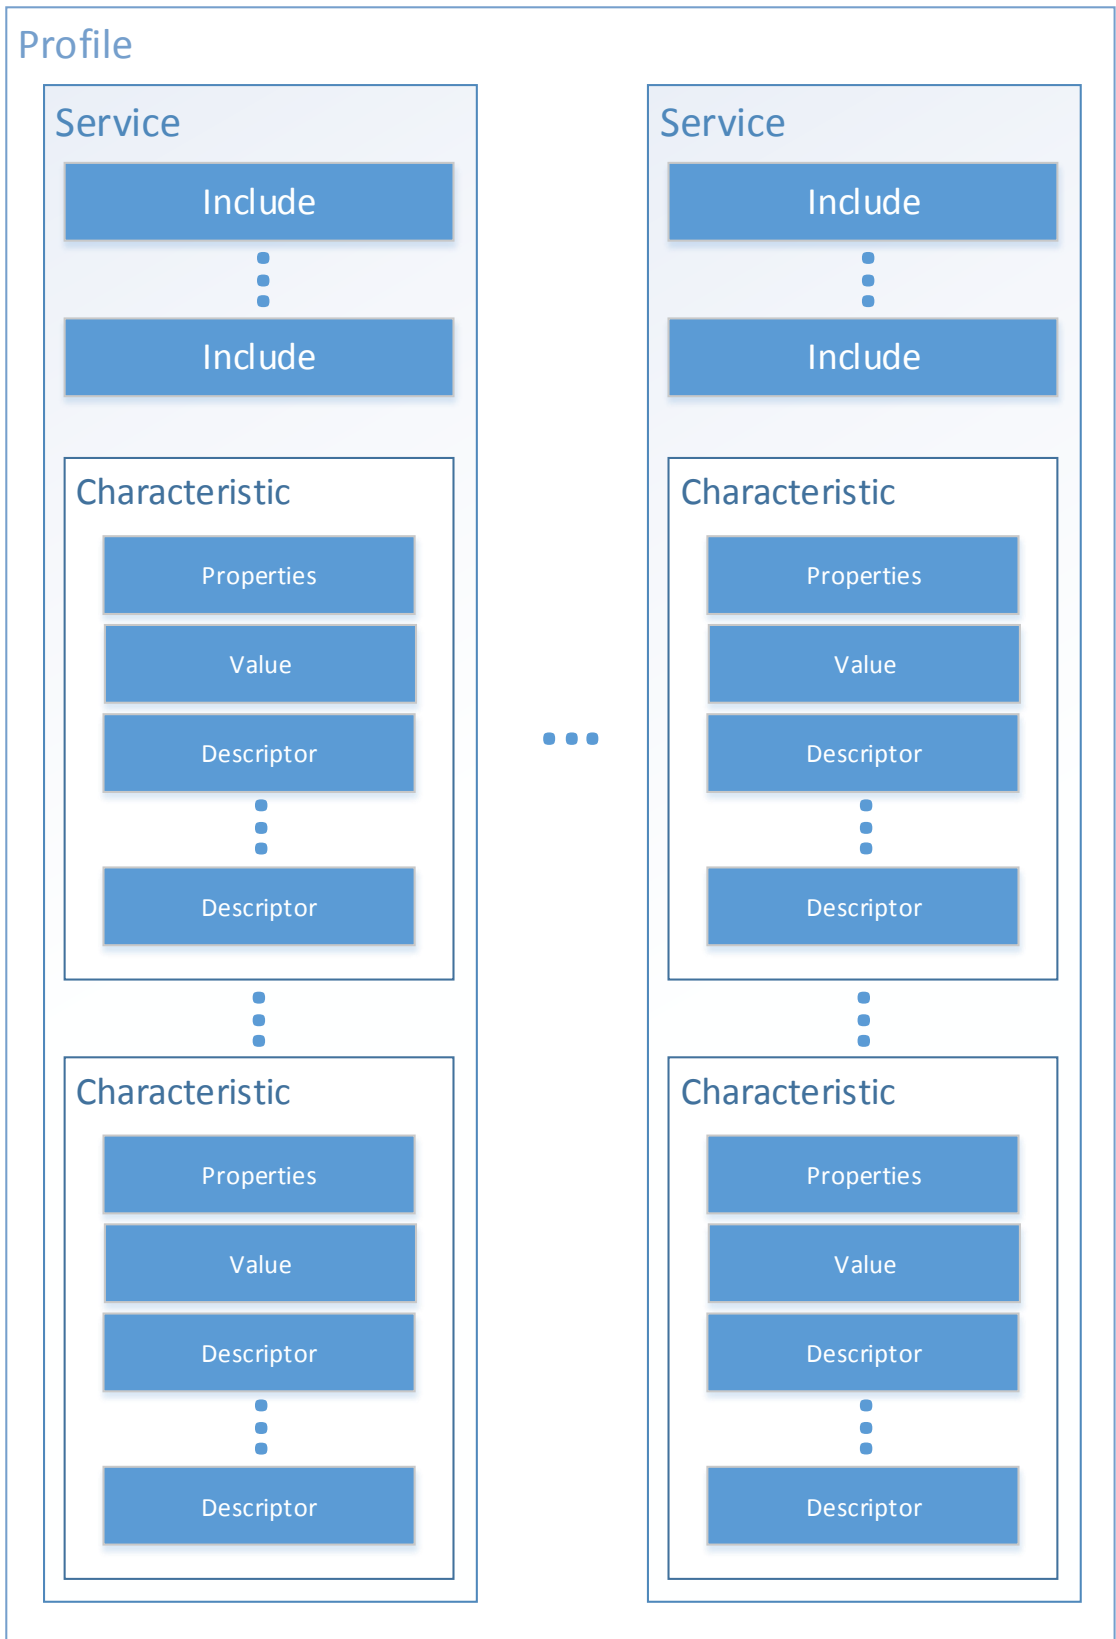 Profile
Service
Include
Include
Characteristic
Properties
Value
Descriptor
Descriptor
Characteristic
Properties
Value
Descriptor
Descriptor
Service
Include
Include
Characteristic
Properties
Value
Descriptor
Descriptor
Characteristic
Properties
Value
Descriptor
Descriptor